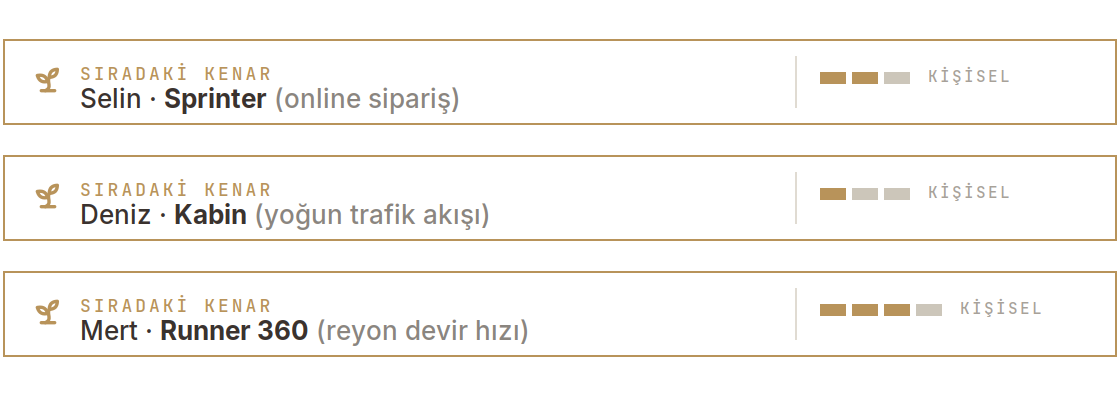 SIRADAKİ KENAR
Selin · Sprinter (online sipariş)
KİŞİSEL
SIRADAKİ KENAR
Deniz · Kabin (yoğun trafik akışı)
KİŞİSEL
SIRADAKİ KENAR
Mert · Runner 360 (reyon devir hızı)
KİŞİSEL